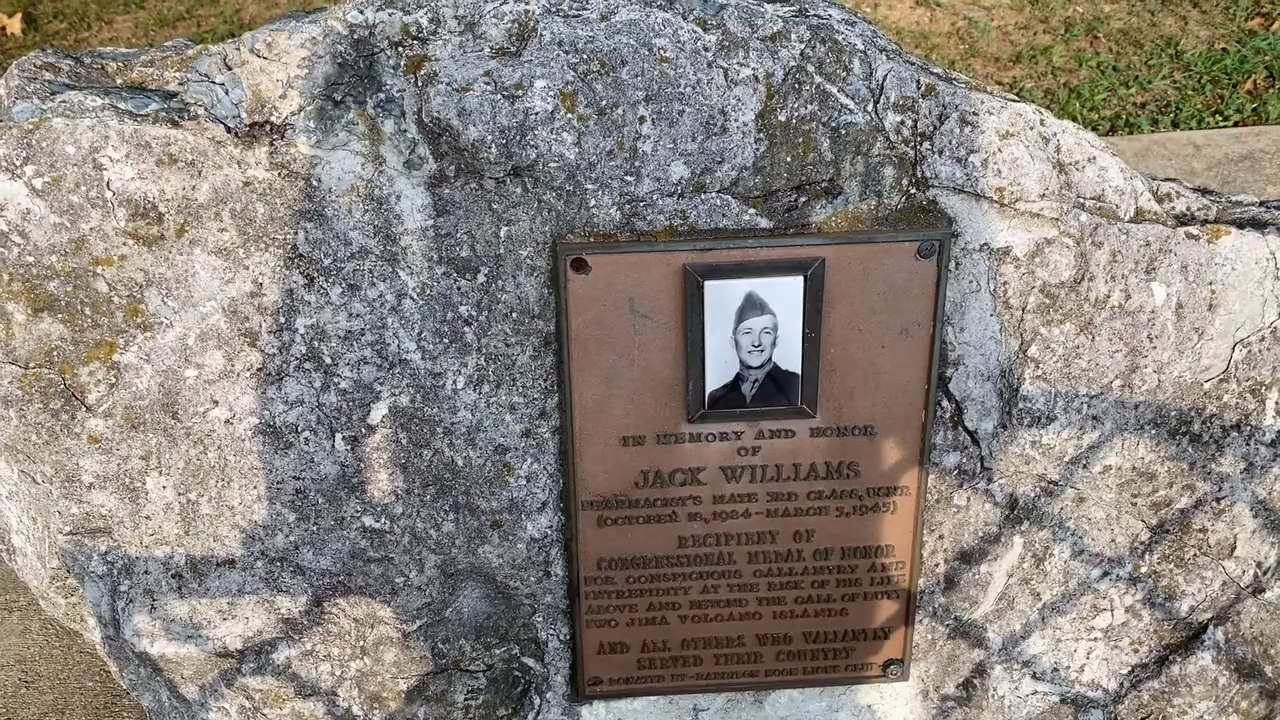 IN MEMORY AND HONOR
OF
JACK WILLIAMS
PHARMACIST'S MATE 3RD CLASS, USNR
(OCTOBER 18, 1924 - MARCH 3, 1945)
RECIPIENT OF
CONGRESSIONAL MEDAL OF HONOR
FOR CONSPICUOUS GALLANTRY AND
INTREPIDITY AT THE RISK OF HIS LIFE
ABOVE AND BEYOND THE CALL OF DUTY
IWO JIMA VOLCANO ISLANDS
AND ALL OTHERS WHO VALIANTLY
SERVED THEIR COUNTRY
DONATED BY - HARRISON LIONS CLUB